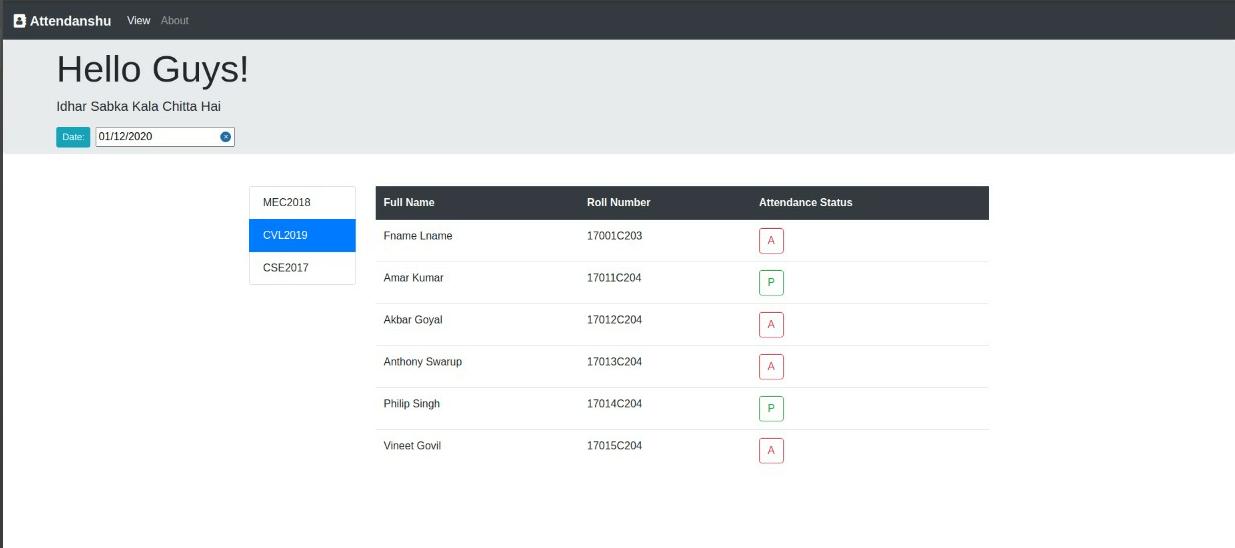 Attendanshu View About
Hello Guys!
Idhar Sabka Kala Chitta Hai
Date: 01/12/2020
MEC2018
CVL2019
CSE2017
Full Name Roll Number Attendance Status
Fname Lname 17001C203 A
Amar Kumar 17011C204 P
Akbar Goyal 17012C204 A
Anthony Swarup 17013C204 A
Philip Singh 17014C204 P
Vineet Govil 17015C204 A